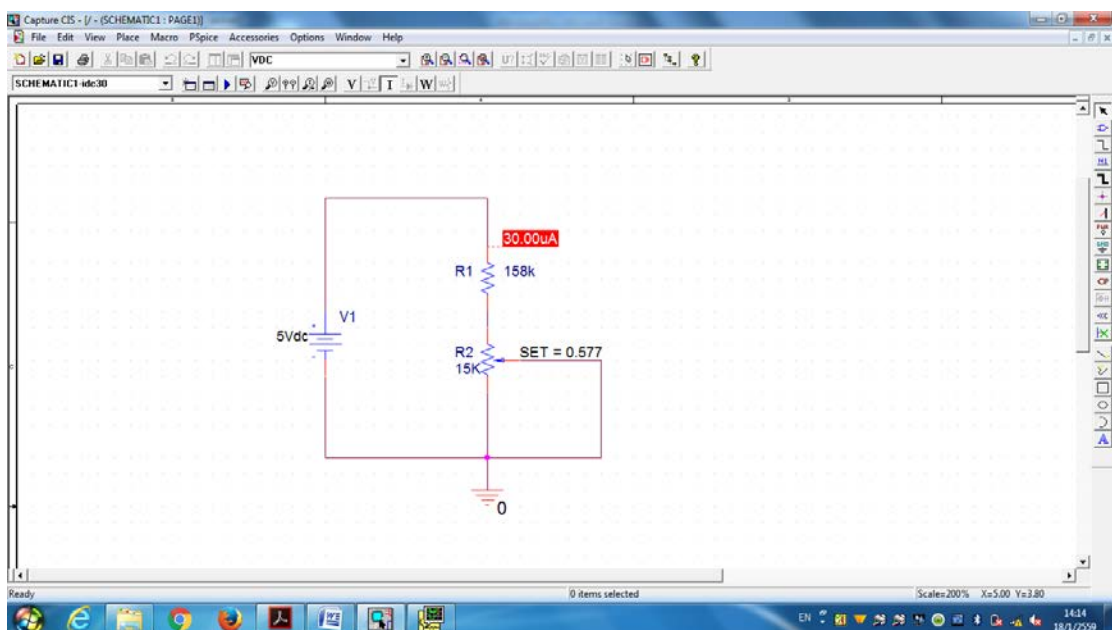 Capture CIS - [/ - (SCHEMATIC1 : PAGE1)]
File Edit View Place Macro PSpice Accessories Options Window Help
VDC
U?
SCHEMATIC1-idc30
V I W
30.00uA
R1 158k
V1
5Vdc
R2 SET = 0.577
15K
0
Ready 0 items selected Scale=200% X=5.00 Y=3.80
EN 14:14
18/1/2559